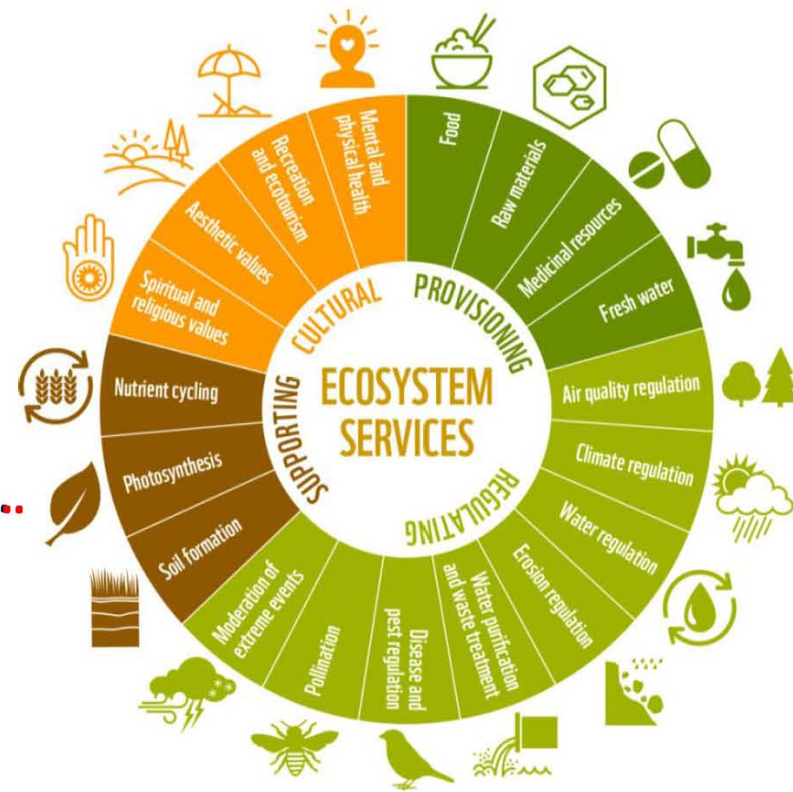 ECOSYSTEM
SERVICES
PROVISIONING
Food
Raw materials
Medicinal resources
Fresh water
REGULATING
Air quality regulation
Climate regulation
Water regulation
Erosion regulation
Water purification
and waste treatment
Disease and
pest regulation
Pollination
Moderation of
extreme events
SUPPORTING
Soil formation
Photosynthesis
Nutrient cycling
CULTURAL
Spiritual and
religious values
Aesthetic values
Recreation
and ecotourism
Mental and
physical health